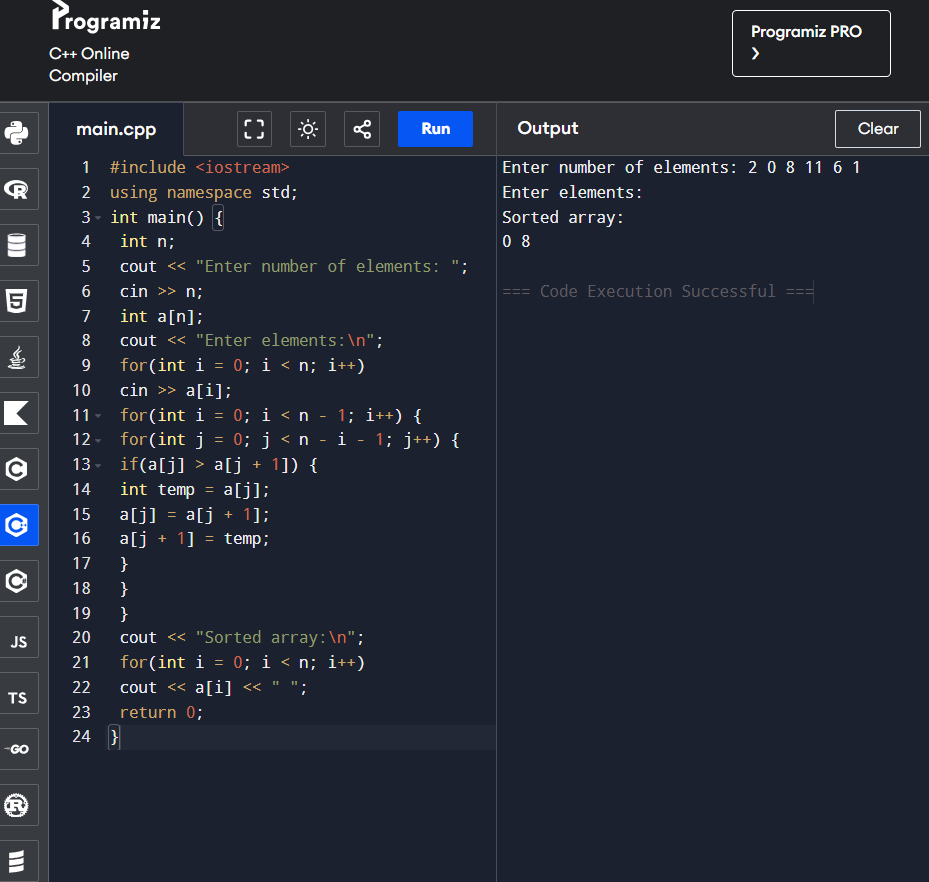 Programiz
C++ Online
Compiler
Programiz PRO
>
main.cpp
Run
Output
Clear
1 #include <iostream>
2 using namespace std;
3 int main() {
4 int n;
5 cout << "Enter number of elements: ";
6 cin >> n;
7 int a[n];
8 cout << "Enter elements:\n";
9 for(int i = 0; i < n; i++)
10 cin >> a[i];
11 for(int i = 0; i < n - 1; i++) {
12 for(int j = 0; j < n - i - 1; j++) {
13 if(a[j] > a[j + 1]) {
14 int temp = a[j];
15 a[j] = a[j + 1];
16 a[j + 1] = temp;
17 }
18 }
19 }
20 cout << "Sorted array:\n";
21 for(int i = 0; i < n; i++)
22 cout << a[i] << " ";
23 return 0;
24 }
Enter number of elements: 2 0 8 11 6 1
Enter elements:
Sorted array:
0 8
=== Code Execution Successful ===
R
5
C
C
C
JS
TS
GO
R